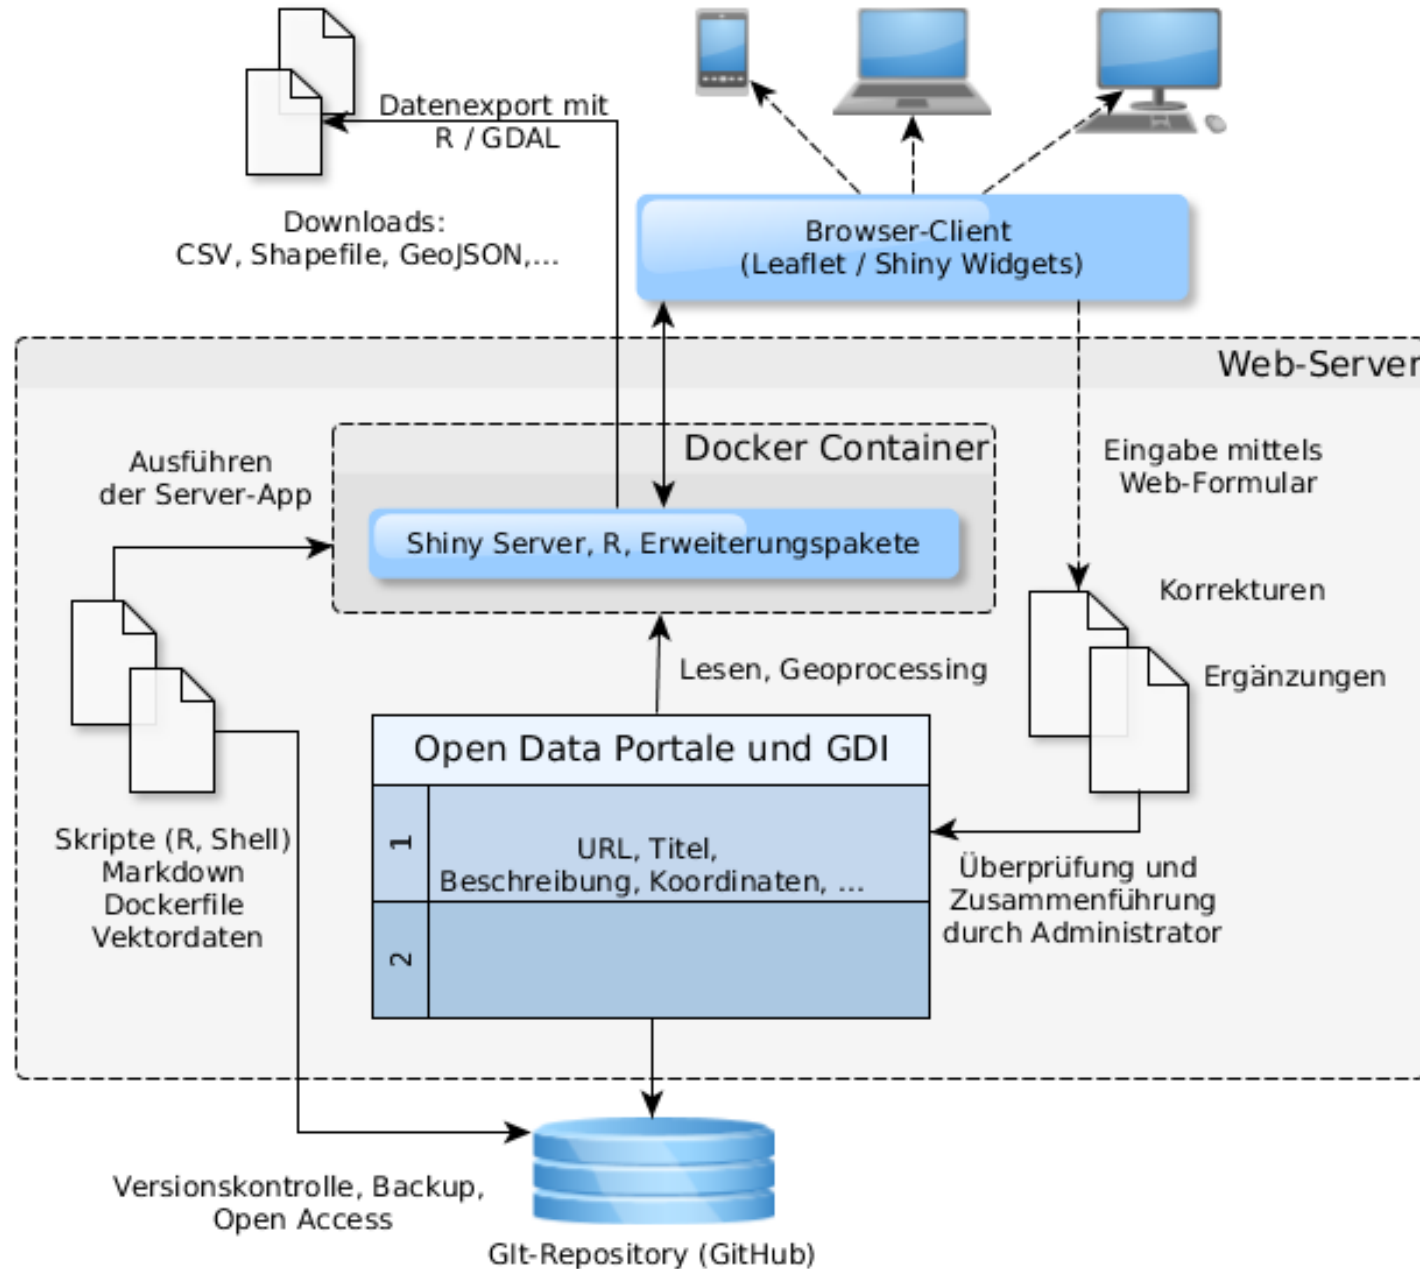 Datenexport mit
R / GDAL
Downloads:
CSV, Shapefile, GeoJSON,...
Browser-Client
(Leaflet / Shiny Widgets)
Web-Server
Docker Container
Ausführen
der Server-App
Shiny Server, R, Erweiterungspakete
Eingabe mittels
Web-Formular
Korrekturen
Ergänzungen
Lesen, Geoprocessing
Open Data Portale und GDI
1
URL, Titel,
Beschreibung, Koordinaten, ...
2
Skripte (R, Shell)
Markdown
Dockerfile
Vektordaten
Überprüfung und
Zusammenführung
durch Administrator
Versionskontrolle, Backup,
Open Access
GIt-Repository (GitHub)